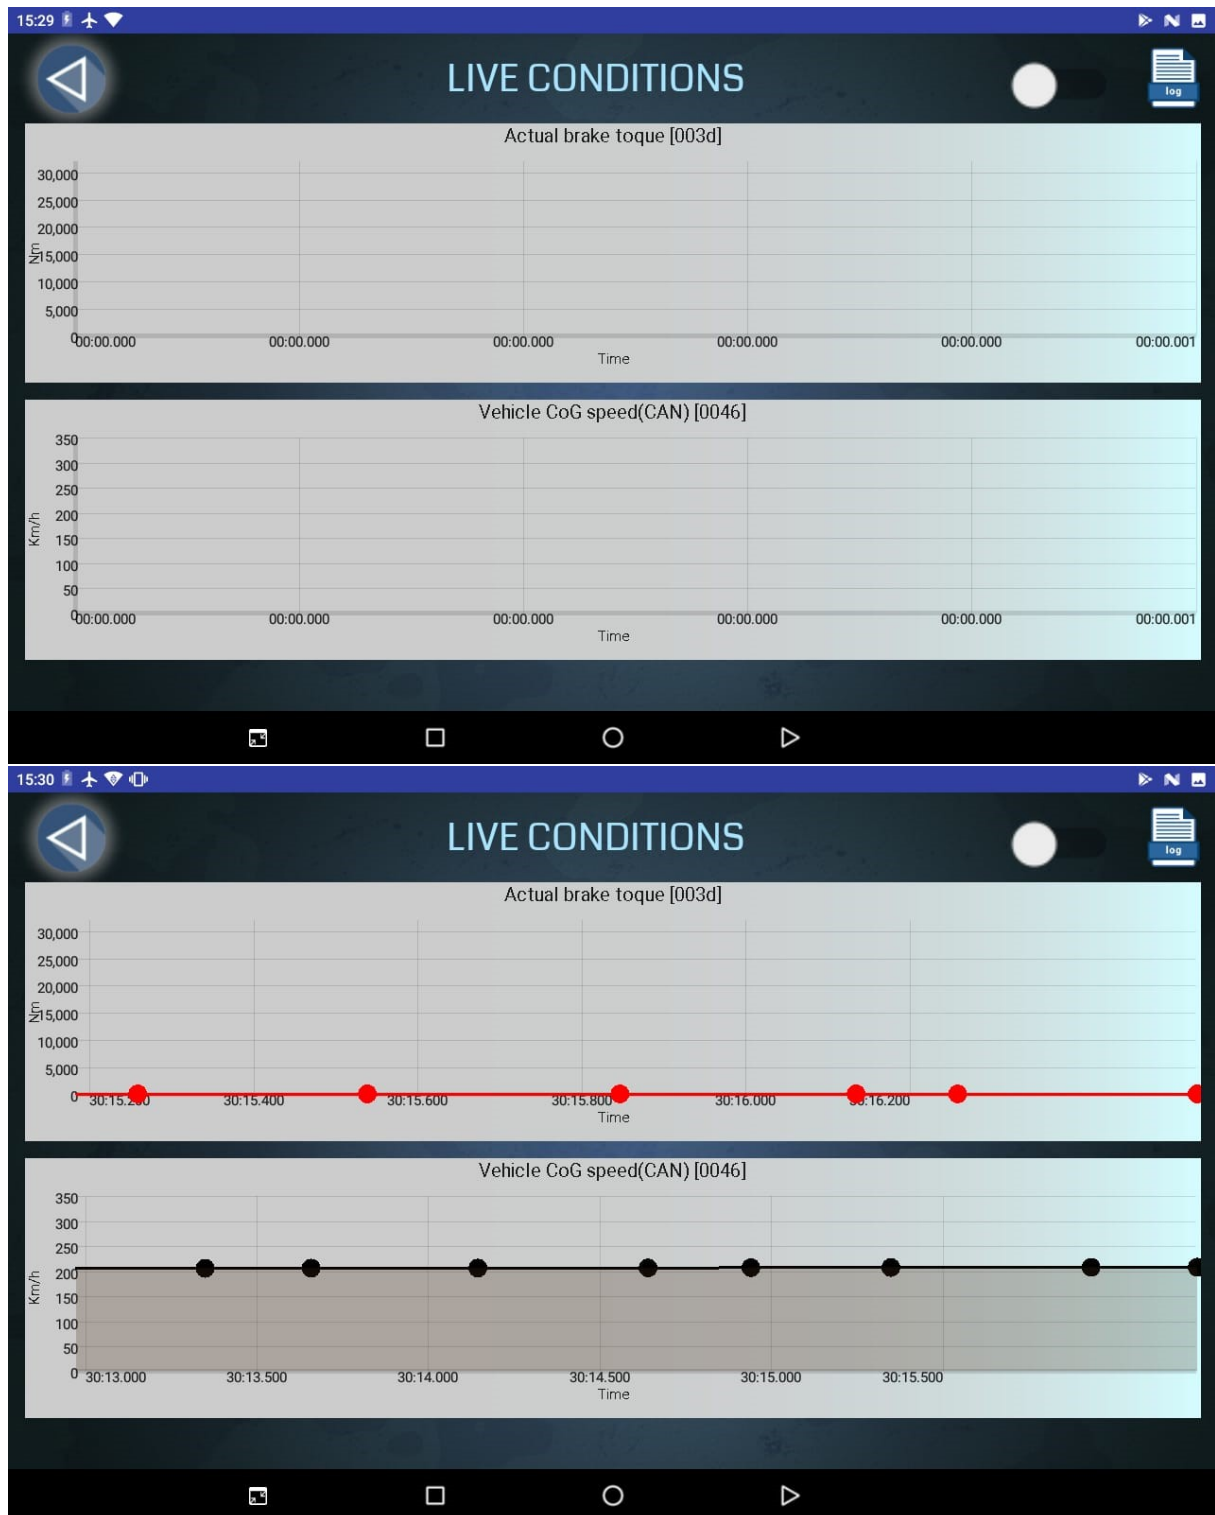 15:29
LIVE CONDITIONS
log
Actual brake toque [003d]
30,000
25,000
20,000
Nm
15,000
10,000
5,000
0
00:00.000 00:00.000 00:00.000 00:00.000 00:00.000 00:00.001
Time
Vehicle CoG speed(CAN) [0046]
350
300
250
200
Km/h
150
100
50
0
00:00.000 00:00.000 00:00.000 00:00.000 00:00.000 00:00.001
Time
15:30
LIVE CONDITIONS
log
Actual brake toque [003d]
30,000
25,000
20,000
Nm
15,000
10,000
5,000
0
30:15.200 30:15.400 30:15.600 30:15.800 30:16.000 30:16.200
Time
Vehicle CoG speed(CAN) [0046]
350
300
250
200
Km/h
150
100
50
0
30:13.000 30:13.500 30:14.000 30:14.500 30:15.000 30:15.500
Time